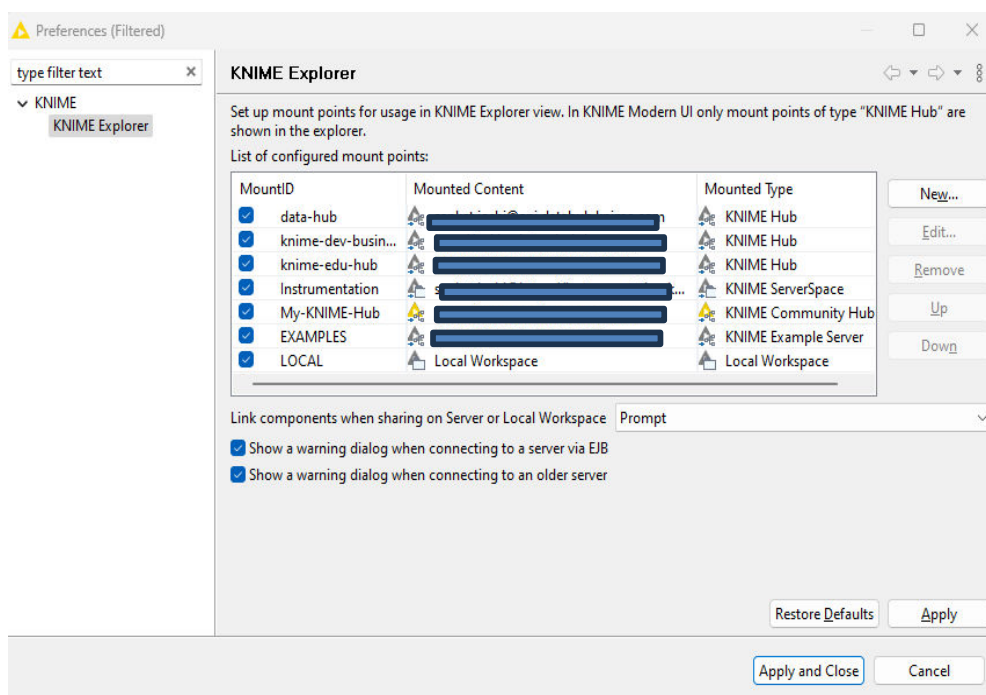 Preferences (Filtered)
type filter text
KNIME
KNIME Explorer
KNIME Explorer
Set up mount points for usage in KNIME Explorer view. In KNIME Modern UI only mount points of type "KNIME Hub" are
shown in the explorer.
List of configured mount points:
MountID Mounted Content Mounted Type
data-hub KNIME Hub
knime-dev-busin... KNIME Hub
knime-edu-hub KNIME Hub
Instrumentation ... KNIME ServerSpace
My-KNIME-Hub KNIME Community Hub
EXAMPLES KNIME Example Server
LOCAL Local Workspace Local Workspace
New...
Edit...
Remove
Up
Down
Link components when sharing on Server or Local Workspace Prompt
Show a warning dialog when connecting to a server via EJB
Show a warning dialog when connecting to an older server
Restore Defaults Apply
Apply and Close Cancel